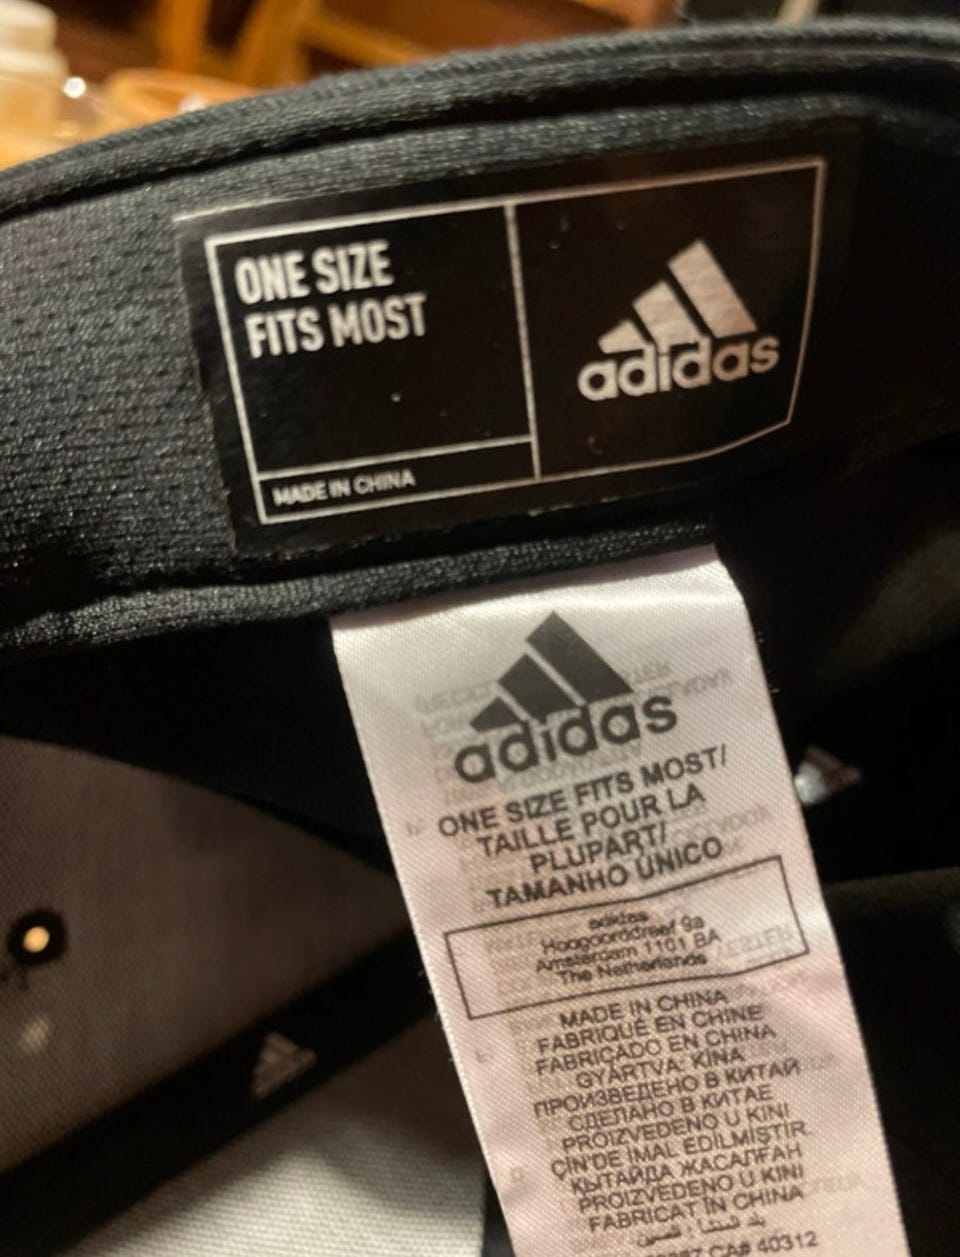 ONE SIZE
FITS MOST
MADE IN CHINA
adidas
adidas
ONE SIZE FITS MOST/
TAILLE POUR LA
PLUPART/
TAMANHO ÚNICO
adidas
Hoogoorddreef 9a
Amsterdam 1101 BA
The Netherlands
MADE IN CHINA
FABRIQUÉ EN CHINE
FABRICADO EN CHINA
GYÁRTVA: KÍNA
ПРОИЗВЕДЕНО В КИТАЙ
СДЕЛАНО В КИТАЕ
PROIZVEDENO U KINI
ÇİN'DE İMAL EDİLMİŞTİR
ҚЫТАЙДА ЖАСАЛҒАН
PROIZVEDENO U KINI
FABRICAT ÎN CHINA
بلد المنشأ: الصين
CA# 40312